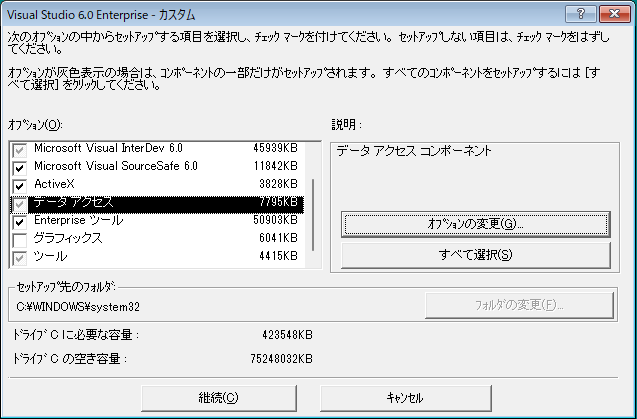 Visual Studio 6.0 Enterprise - カスタム
次のｵﾌﾟｼｮﾝの中からｾｯﾄｱｯﾌﾟする項目を選択し、ﾁｪｯｸ ﾏｰｸを付けてください。ｾｯﾄｱｯﾌﾟしない項目は、ﾁｪｯｸ ﾏｰｸをはずし
てください。
ｵﾌﾟｼｮﾝが灰色表示の場合は、ｺﾝﾎﾟｰﾈﾝﾄの一部だけがｾｯﾄｱｯﾌﾟされます。すべてのｺﾝﾎﾟｰﾈﾝﾄをｾｯﾄｱｯﾌﾟするには [す
べて選択] をｸﾘｯｸしてください。
ｵﾌﾟｼｮﾝ(O):
説明：
Microsoft Visual InterDev 6.0 45939KB
Microsoft Visual SourceSafe 6.0 11842KB
ActiveX 3828KB
データ アクセス 7795KB
Enterprise ツール 50903KB
グラフィックス 6041KB
ツール 4415KB
データ アクセス コンポーネント
ｵﾌﾟｼｮﾝの変更(G)...
すべて選択(S)
ｾｯﾄｱｯﾌﾟ先のﾌｫﾙﾀﾞ:
C:¥WINDOWS¥system32
ﾌｫﾙﾀﾞの変更(F)...
ﾄﾞﾗｲﾌﾞ C に必要な容量： 423548KB
ﾄﾞﾗｲﾌﾞ C の空き容量： 75248032KB
継続(C)
ｷｬﾝｾﾙ